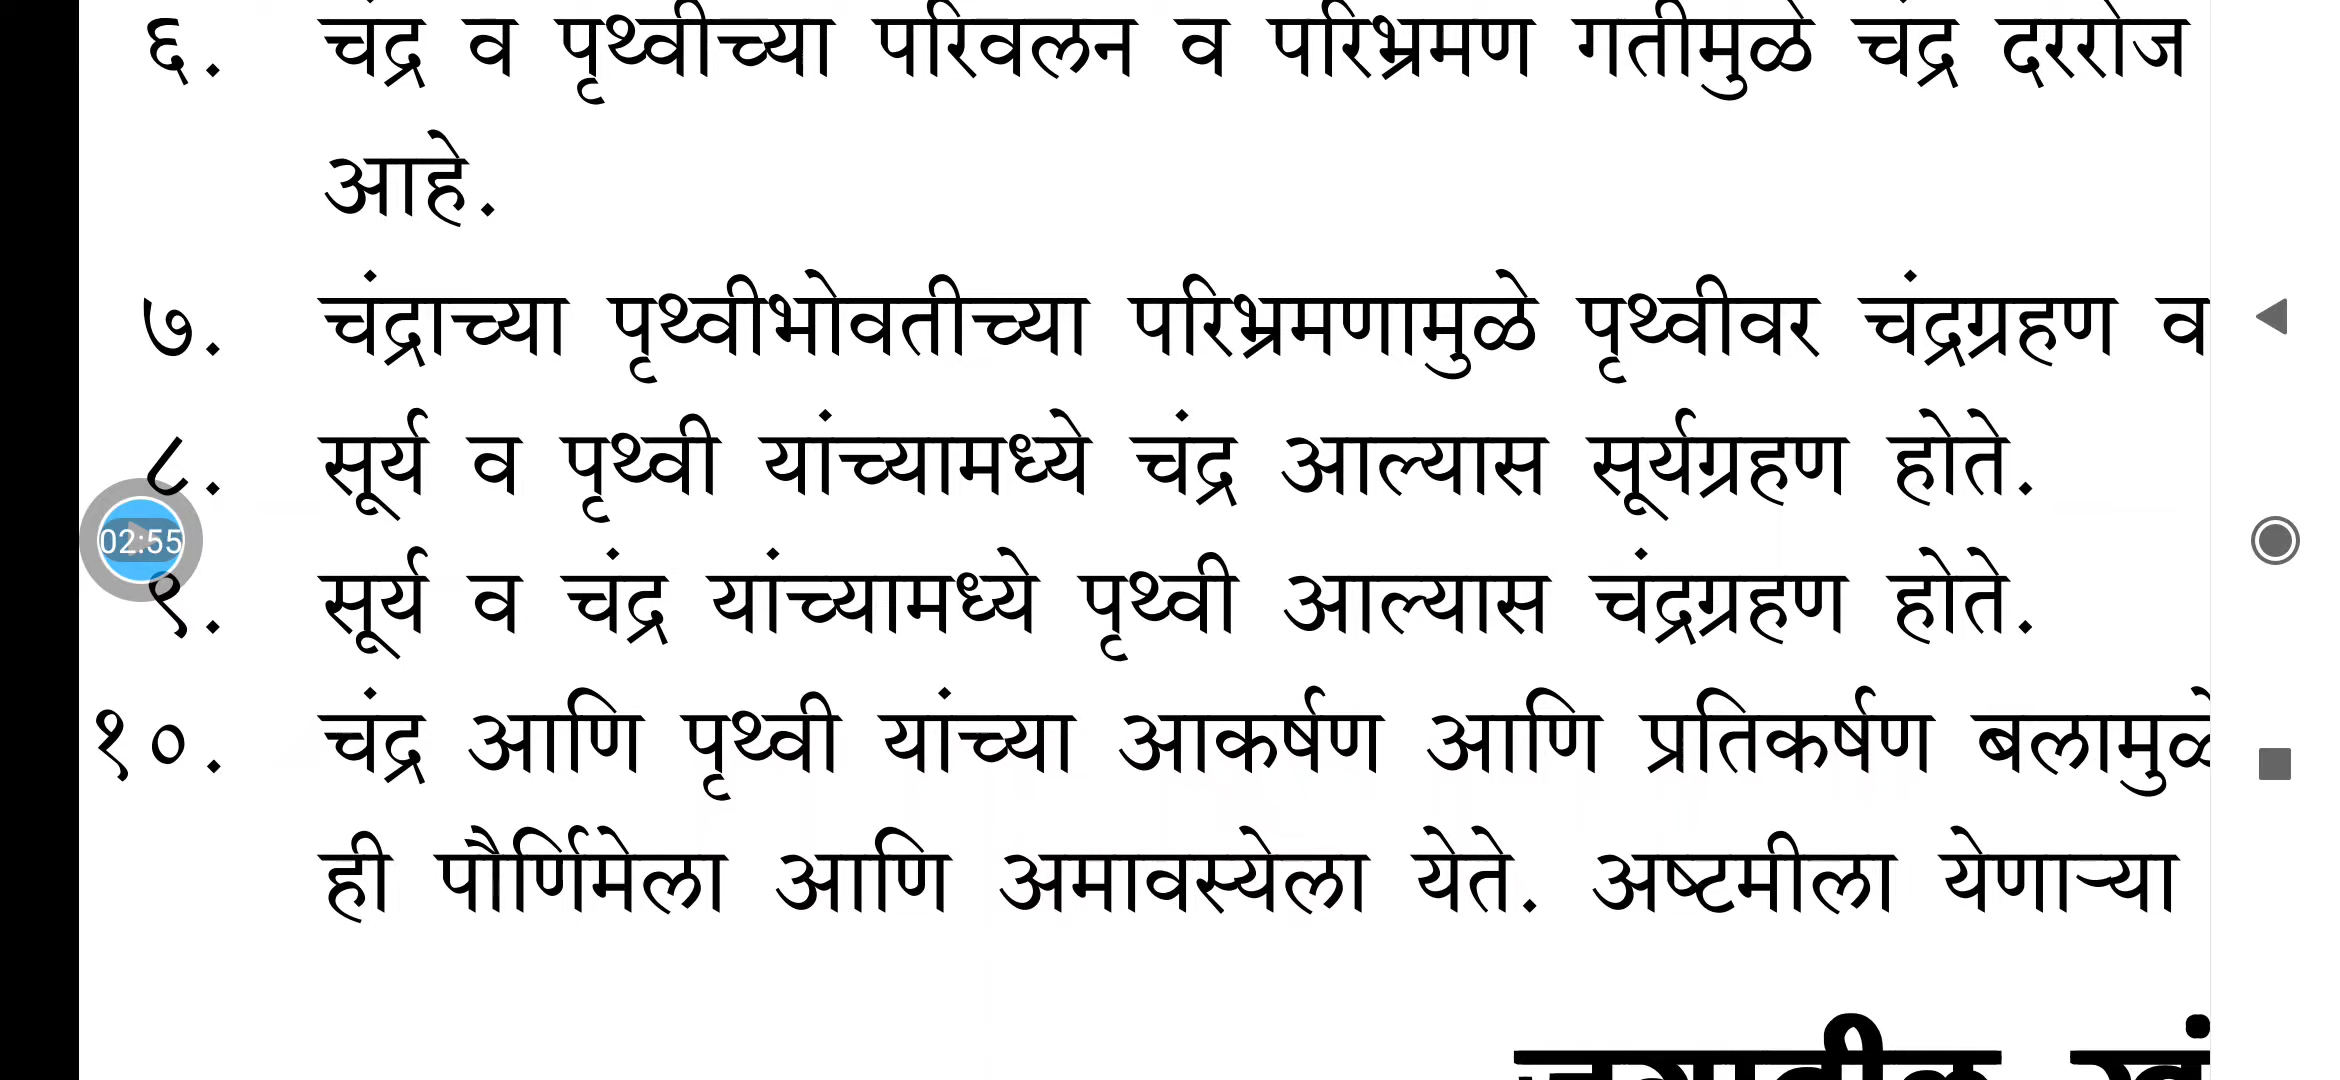 ६. चंद्र व पृथ्वीच्या परिवलन व परिभ्रमण गतीमुळे चंद्र दररोज
आहे.
७. चंद्राच्या पृथ्वीभोवतीच्या परिभ्रमणामुळे पृथ्वीवर चंद्रग्रहण व
८. सूर्य व पृथ्वी यांच्यामध्ये चंद्र आल्यास सूर्यग्रहण होते.
02:55
९. सूर्य व चंद्र यांच्यामध्ये पृथ्वी आल्यास चंद्रग्रहण होते.
१०. चंद्र आणि पृथ्वी यांच्या आकर्षण आणि प्रतिकर्षण बलामुळे
ही पौर्णिमेला आणि अमावस्येला येते. अष्टमीला येणाऱ्या